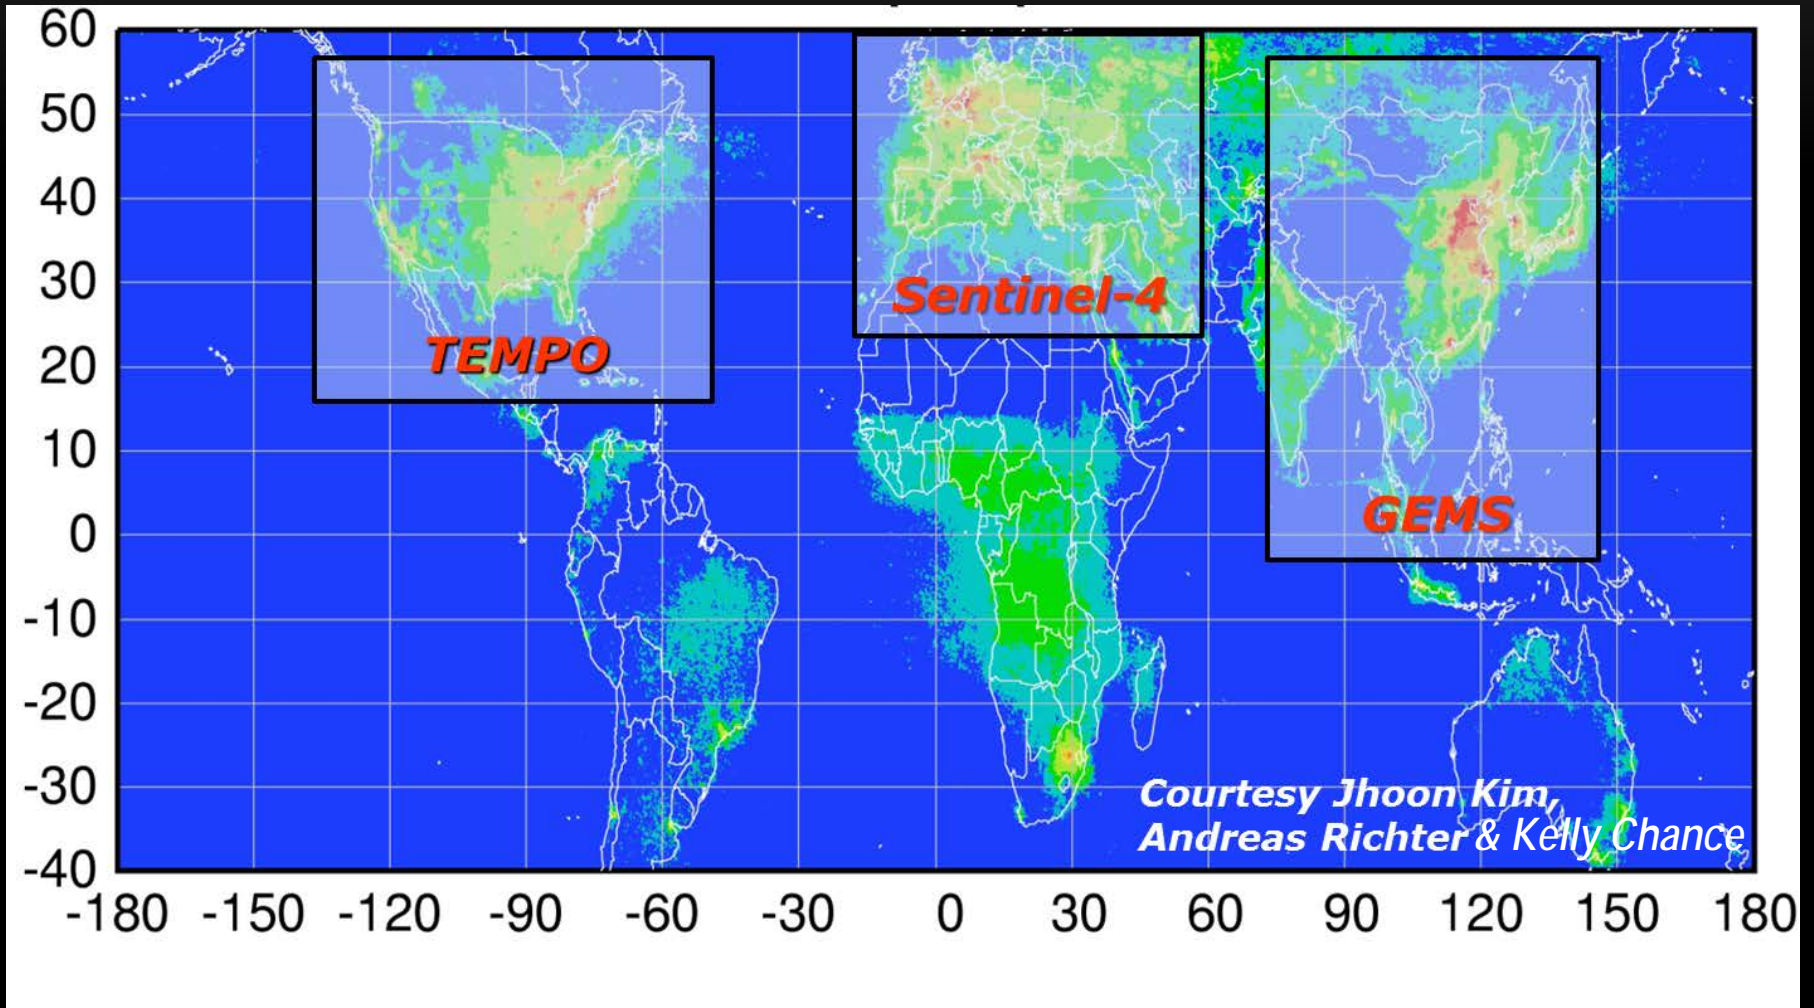 60
50
40
30
20
10
0
-10
-20
-30
-40
TEMPO
Sentinel-4
GEMS
Courtesy Jhoon Kim,
Andreas Richter & Kelly Chance
-180 -150 -120 -90 -60 -30 0 30 60 90 120 150 180